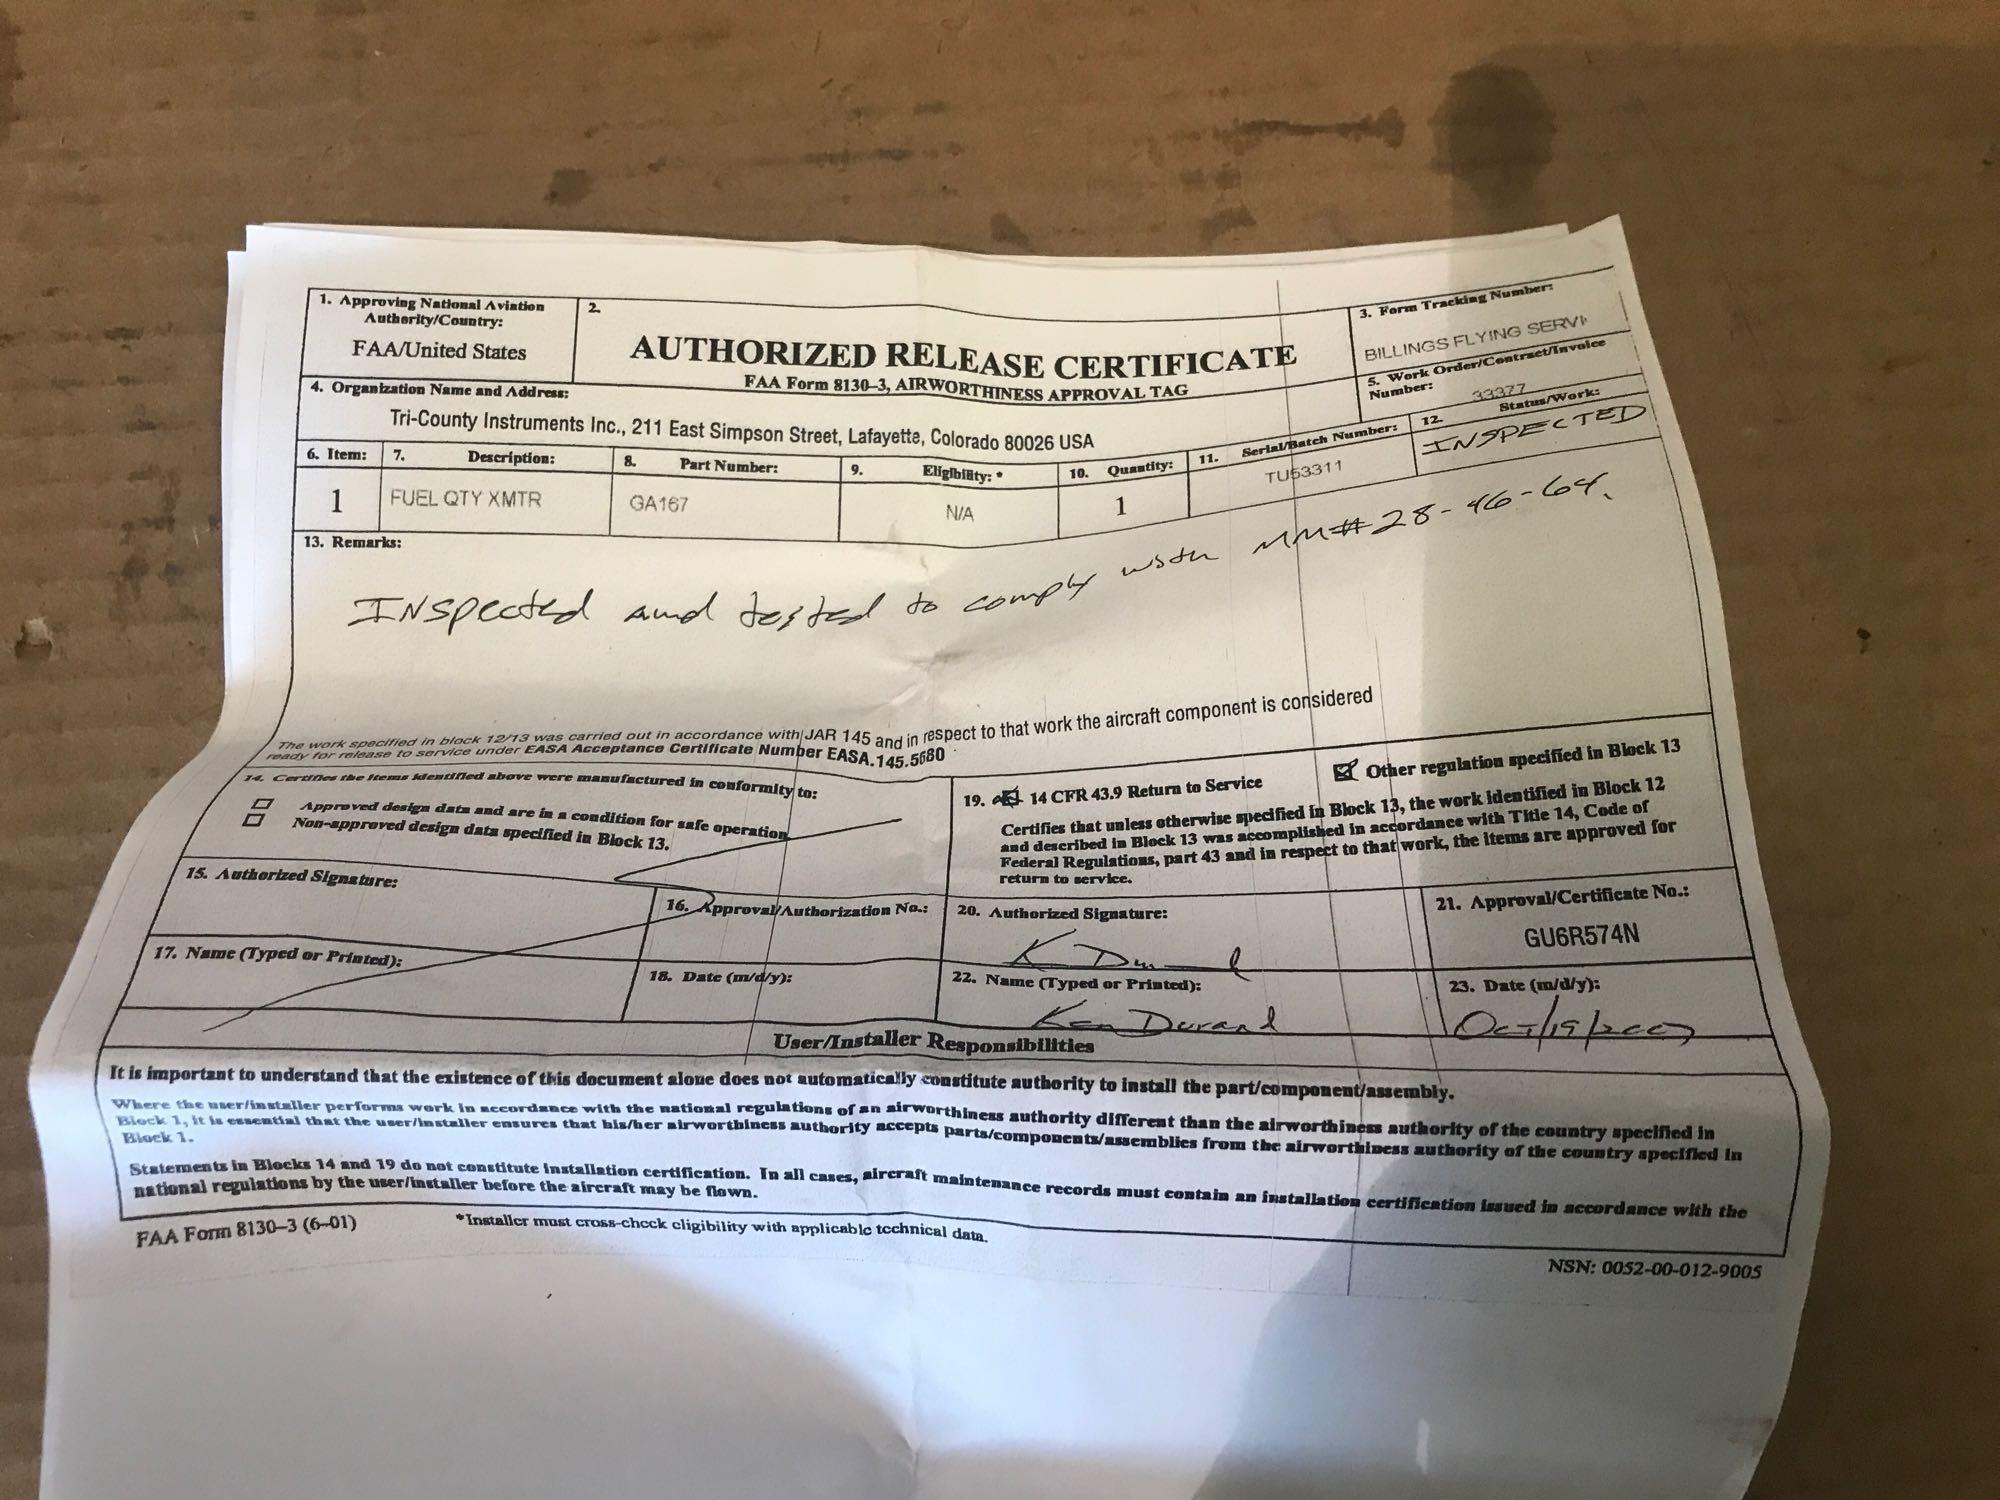 1. Approving National Aviation
Authority/Country:
FAA/United States
2.
AUTHORIZED RELEASE CERTIFICATE
FAA Form 8130–3, AIRWORTHINESS APPROVAL TAG
3. Form Tracking Number:
BILLINGS FLYING SERVI
4. Organization Name and Address:
Tri-County Instruments Inc., 211 East Simpson Street, Lafayette, Colorado 80026 USA
5. Work Order/Contract/Invoice
Number: 33377
6. Item: 7. Description: 8. Part Number: 9. Eligibility: * 10. Quantity: 11. Serial/Batch Number: 12. Status/Work:
1 FUEL QTY XMTR GA167 N/A 1 TU53311 INSPECTED
13. Remarks:
Inspected and tested to comply with MM# 28-46-64.
The work specified in block 12/13 was carried out in accordance with JAR 145 and in respect to that work the aircraft component is considered
ready for release to service under EASA Acceptance Certificate Number EASA.145.5680
14. Certifies the items identified above were manufactured in conformity to:
Approved design data and are in a condition for safe operation
Non-approved design data specified in Block 13.
19. 14 CFR 43.9 Return to Service Other regulation specified in Block 13
Certifies that unless otherwise specified in Block 13, the work identified in Block 12
and described in Block 13 was accomplished in accordance with Title 14, Code of
Federal Regulations, part 43 and in respect to that work, the items are approved for
return to service.
15. Authorized Signature:
16. Approval/Authorization No.:
20. Authorized Signature:
K Durand
21. Approval/Certificate No.:
GU6R574N
17. Name (Typed or Printed):
18. Date (m/d/y):
22. Name (Typed or Printed):
Ken Durand
23. Date (m/d/y):
Oct/19/2007
User/Installer Responsibilities
It is important to understand that the existence of this document alone does not automatically constitute authority to install the part/component/assembly.
Where the user/installer performs work in accordance with the national regulations of an airworthiness authority different than the airworthiness authority of the country specified in
Block 1, it is essential that the user/installer ensures that his/her airworthiness authority accepts parts/components/assemblies from the airworthiness authority of the country specified in
Block 1.
Statements in Blocks 14 and 19 do not constitute installation certification. In all cases, aircraft maintenance records must contain an installation certification issued in accordance with the
national regulations by the user/installer before the aircraft may be flown.
FAA Form 8130–3 (6–01)
*Installer must cross-check eligibility with applicable technical data.
NSN: 0052-00-012-9005